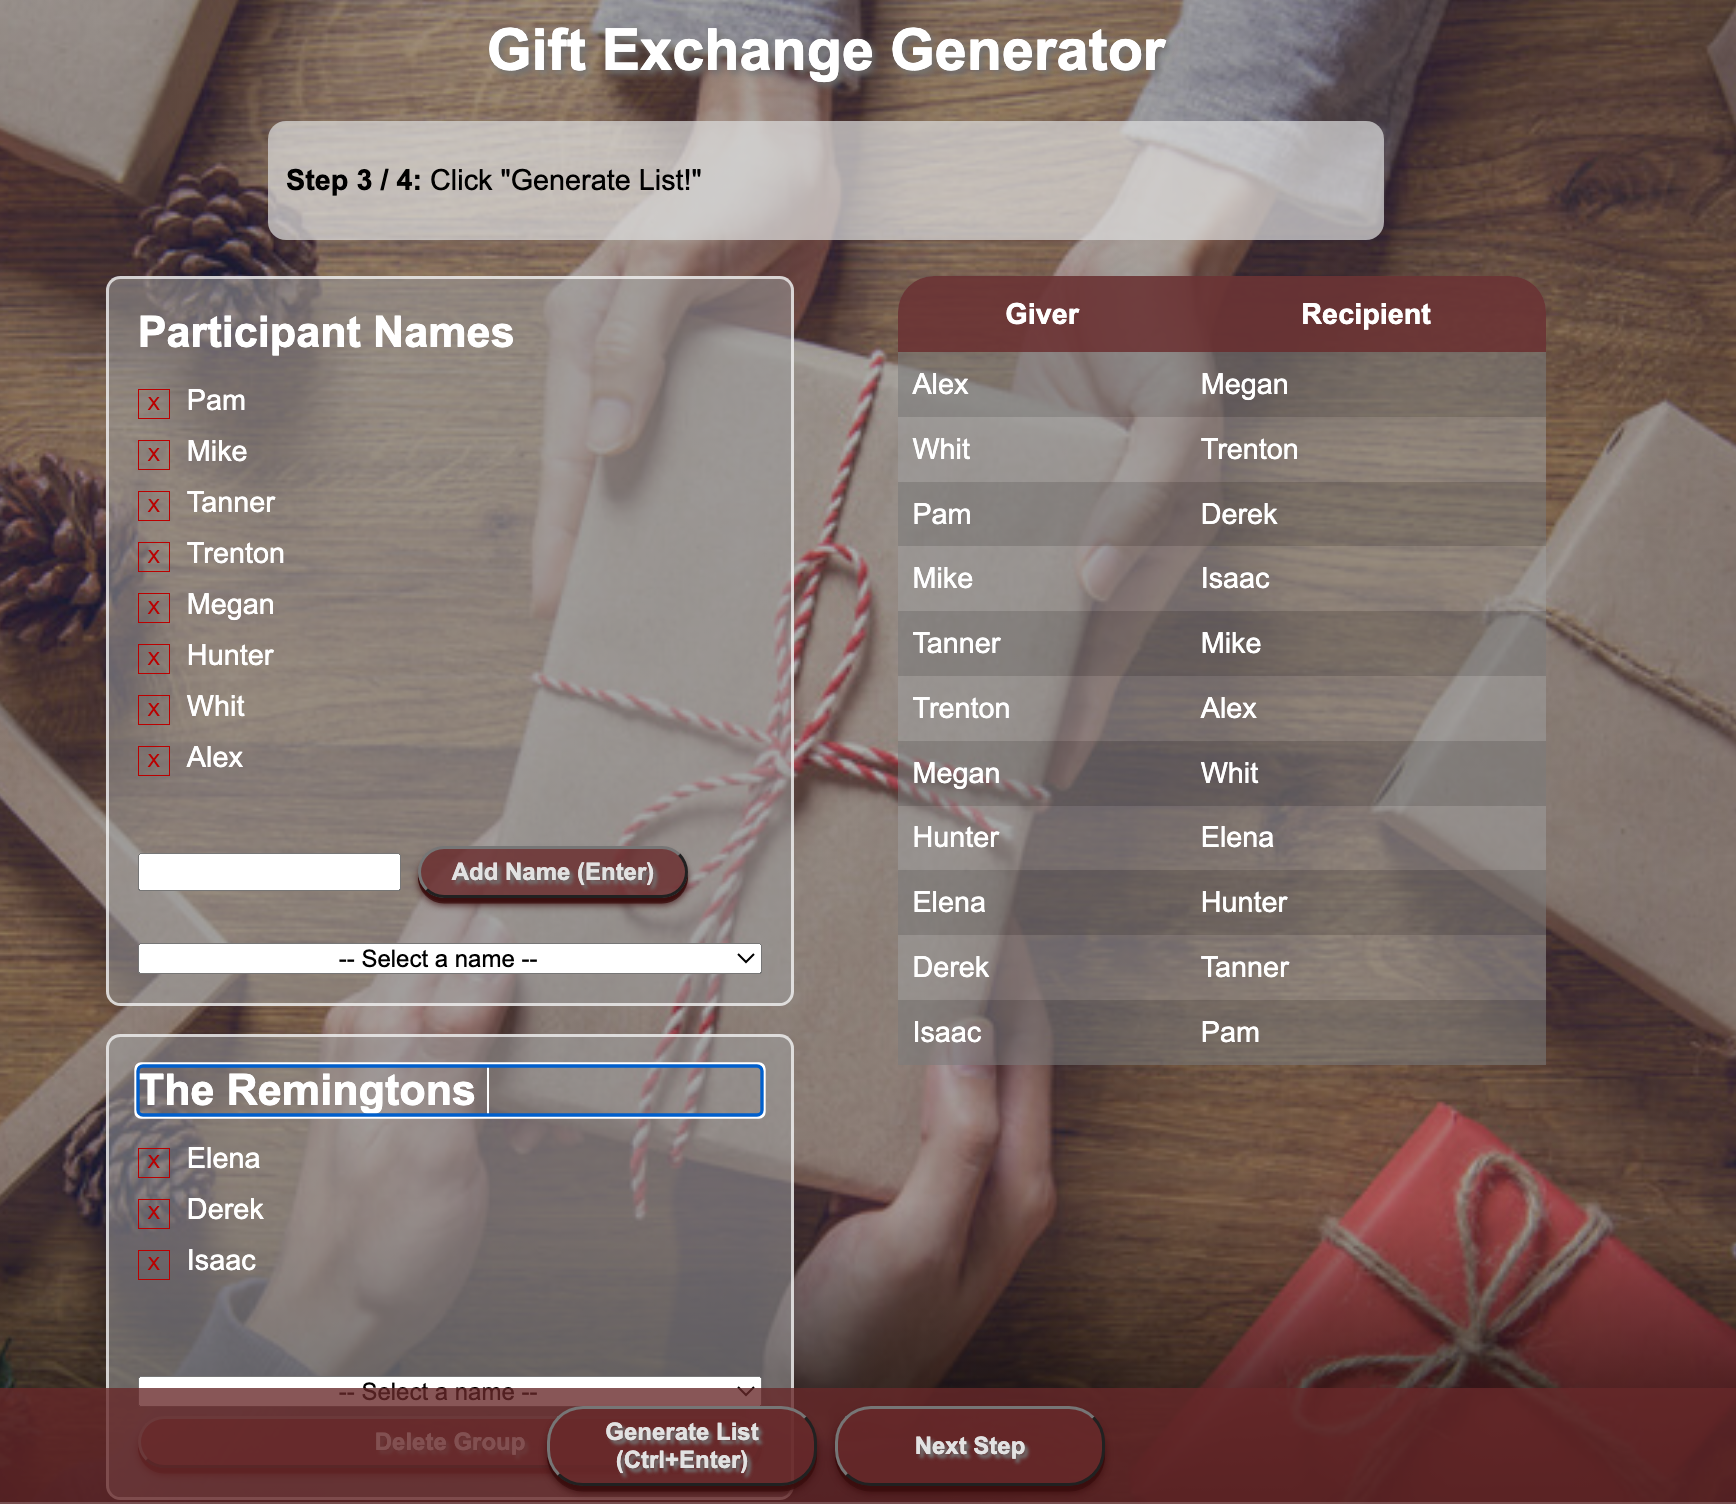 Gift Exchange Generator
Step 3 / 4: Click "Generate List!"
Participant Names
x Pam
x Mike
x Tanner
x Trenton
x Megan
x Hunter
x Whit
x Alex
Add Name (Enter)
-- Select a name --
The Remingtons
x Elena
x Derek
x Isaac
-- Select a name --
Delete Group
Giver Recipient
Alex Megan
Whit Trenton
Pam Derek
Mike Isaac
Tanner Mike
Trenton Alex
Megan Whit
Hunter Elena
Elena Hunter
Derek Tanner
Isaac Pam
Generate List
(Ctrl+Enter)
Next Step